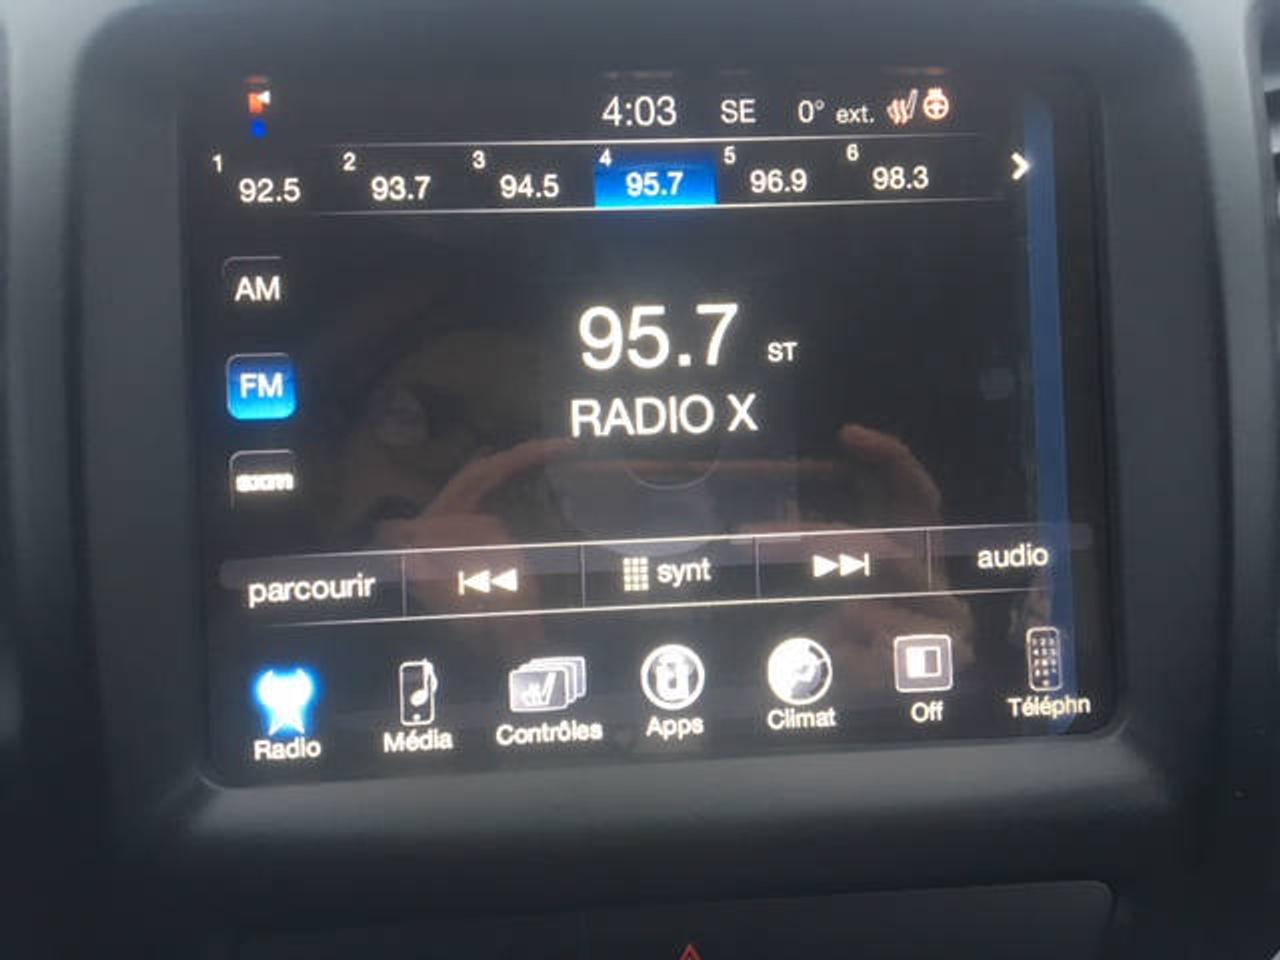 4:03 SE 0° ext.
1 92.5 2 93.7 3 94.5 4 95.7 5 96.9 6 98.3
AM
95.7 ST
FM
RADIO X
sxm
parcourir synt audio
Radio Média Contrôles Apps Climat Off Téléphn